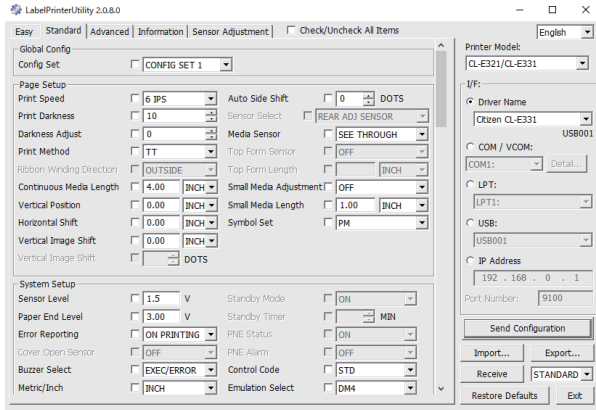 LabelPrinterUtility 2.0.8.0
Easy Standard Advanced Information Sensor Adjustment Check/Uncheck All Items English
Global Config
Config Set CONFIG SET 1
Page Setup
Print Speed 6 IPS Auto Side Shift 0 DOTS
Print Darkness 10 Sensor Select REAR ADJ SENSOR
Darkness Adjust 0 Media Sensor SEE THROUGH
Print Method TT Top Form Sensor OFF
Ribbon Winding Direction OUTSIDE Top Form Length INCH
Continuous Media Length 4.00 INCH Small Media Adjustment OFF
Vertical Position 0.00 INCH Small Media Length 1.00 INCH
Horizontal Shift 0.00 INCH Symbol Set PM
Vertical Image Shift 0.00 INCH
Vertical Image Shift DOTS
System Setup
Sensor Level 1.5 V Standby Mode ON
Paper End Level 3.00 V Standby Timer MIN
Error Reporting ON PRINTING PNE Status ON
Cover Open Sensor OFF PNE Alarm OFF
Buzzer Select EXEC/ERROR Control Code STD
Metric/Inch INCH Emulation Select DM4
Printer Model:
CL-E321/CL-E331
I/F:
Driver Name
Citizen CL-E331
USB001
COM / VCOM:
COM1: Detail...
LPT:
LPT1:
USB:
USB001
IP Address
192 . 168 . 0 . 1
Port Number: 9100
Send Configuration
Import... Export...
Receive STANDARD
Restore Defaults Exit